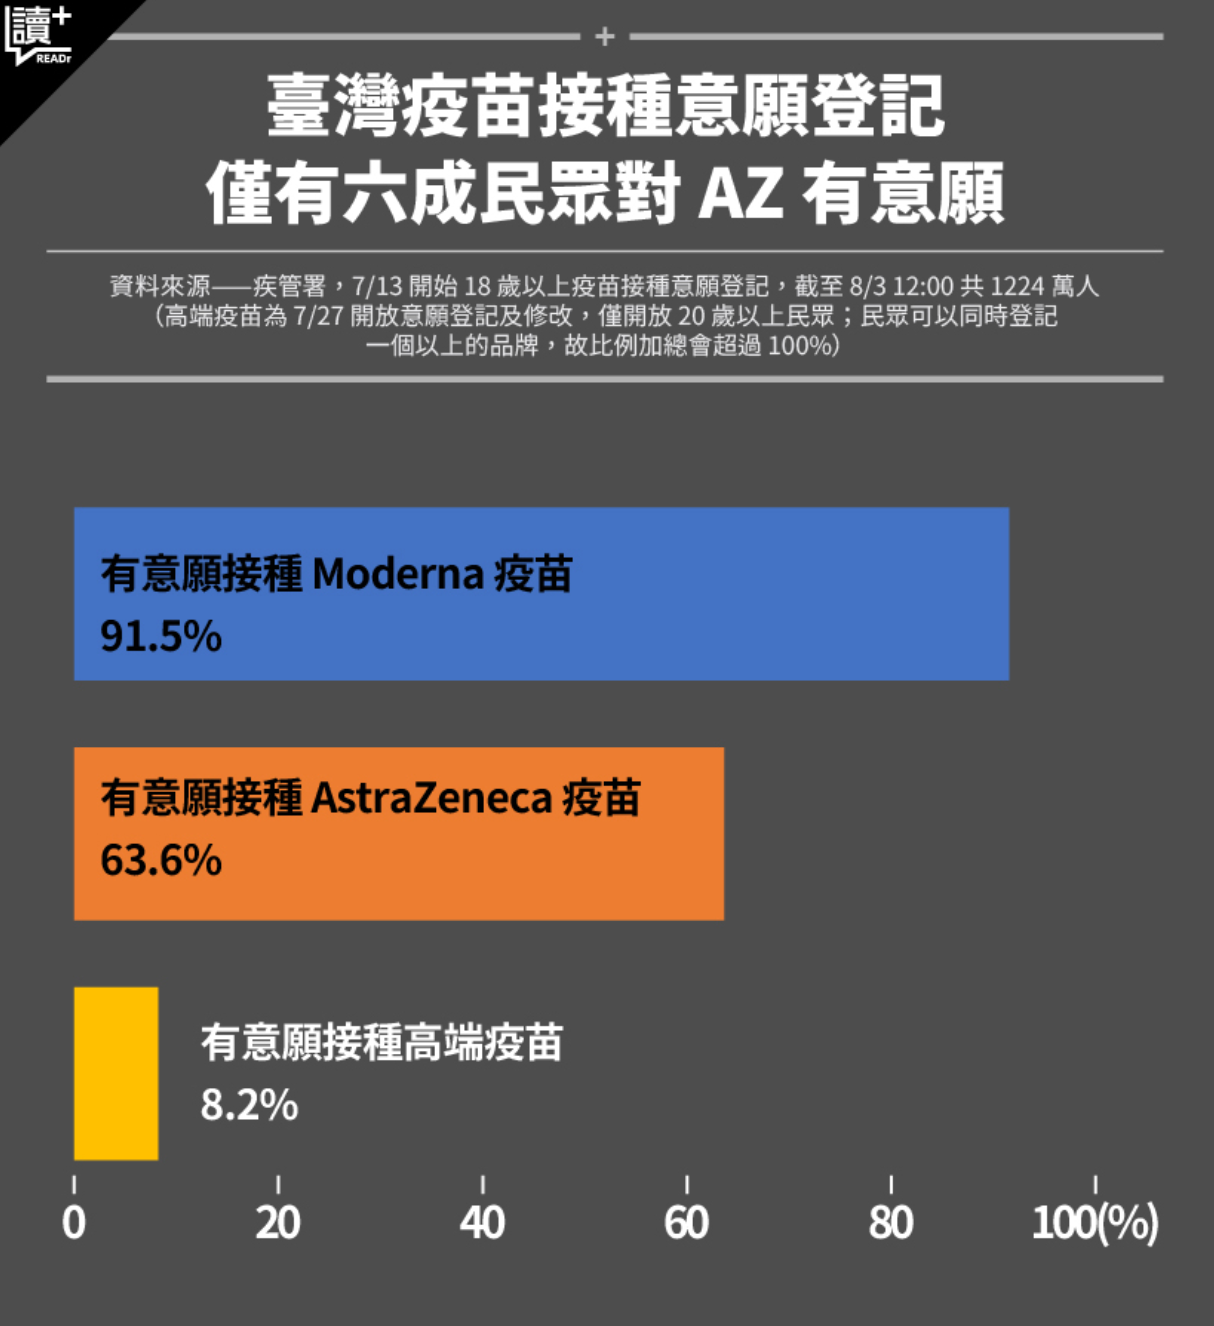 讀+
READr
臺灣疫苗接種意願登記
僅有六成民眾對 AZ 有意願
資料來源——疾管署，7/13 開始 18 歲以上疫苗接種意願登記，截至 8/3 12:00 共 1224 萬人
（高端疫苗為 7/27 開放意願登記及修改，僅開放 20 歲以上民眾；民眾可以同時登記
一個以上的品牌，故比例加總會超過 100%）
有意願接種 Moderna 疫苗
91.5%
有意願接種 AstraZeneca 疫苗
63.6%
有意願接種高端疫苗
8.2%
0 20 40 60 80 100(%)